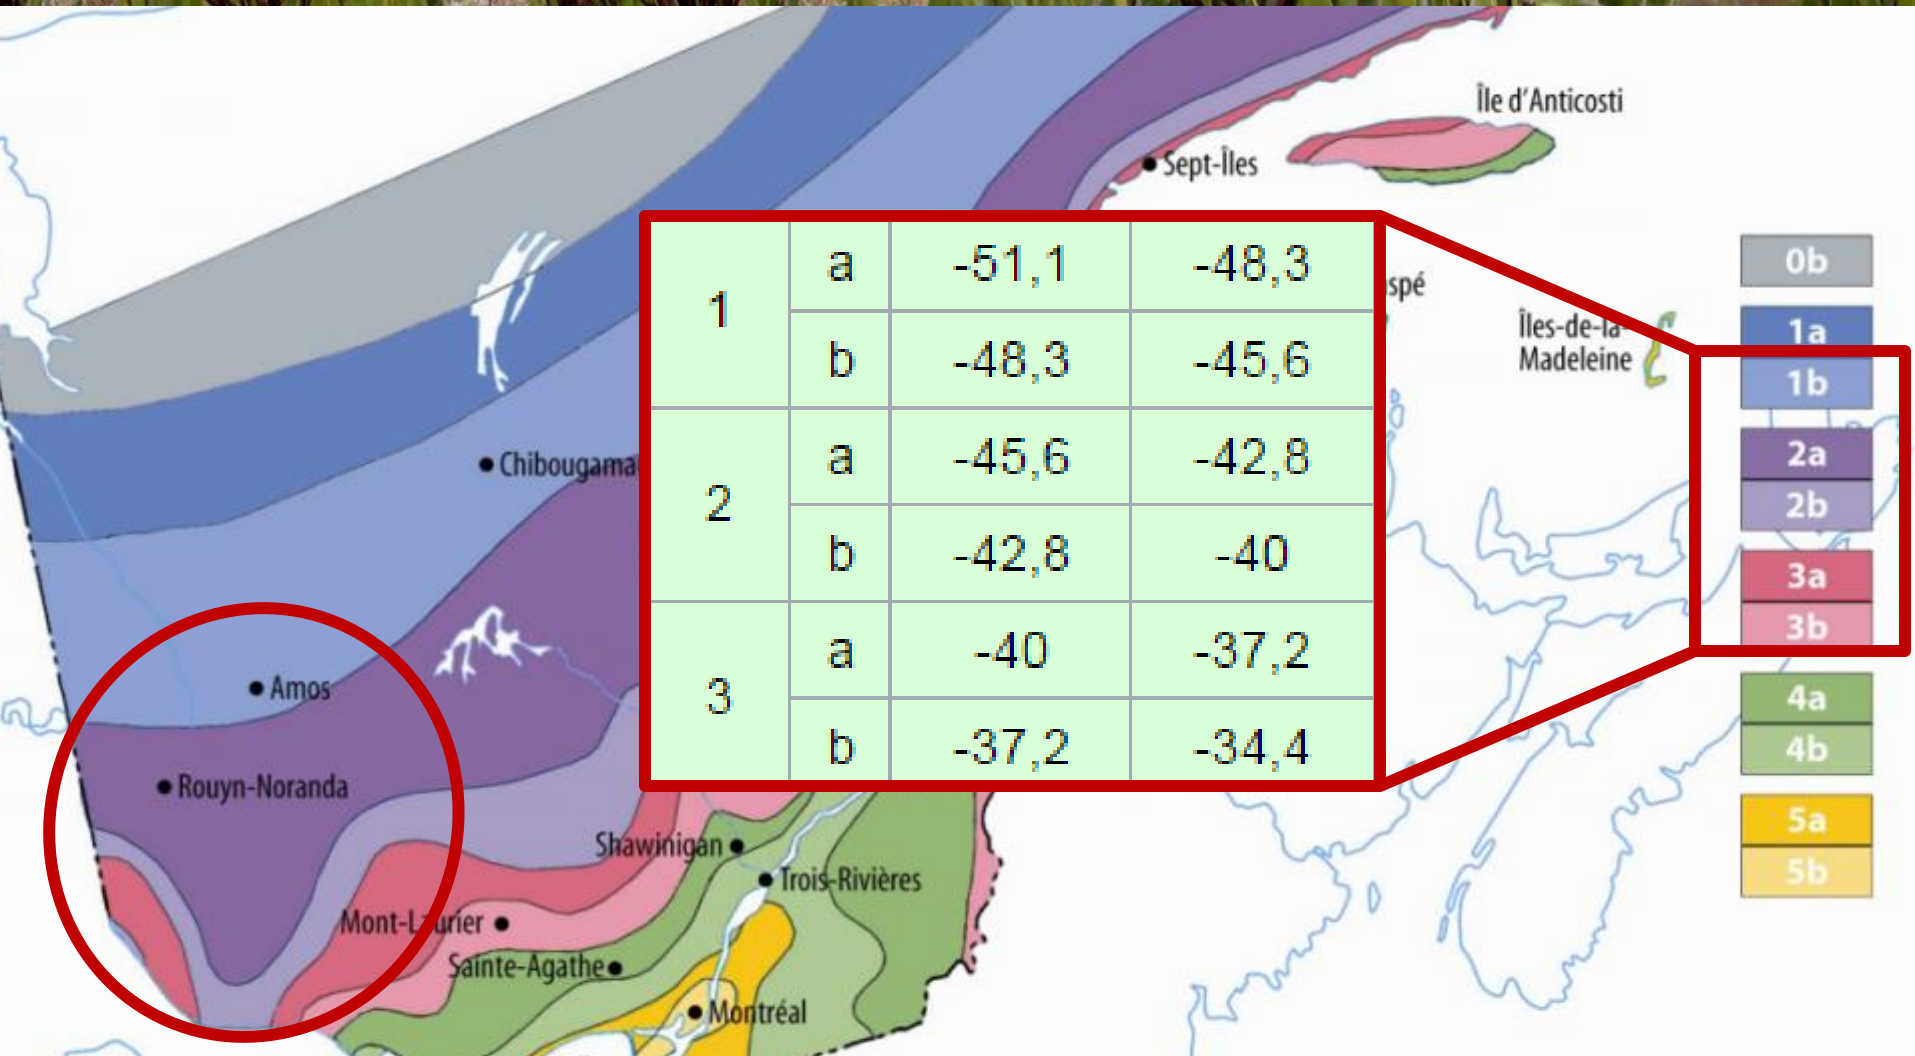 Île d'Anticosti
Sept-Îles
spé
Îles-de-la-
Madeleine
Chibougama
Amos
Rouyn-Noranda
Shawinigan
Trois-Rivières
Mont-Laurier
Sainte-Agathe
Montréal
1 a -51,1 -48,3
b -48,3 -45,6
2 a -45,6 -42,8
b -42,8 -40
3 a -40 -37,2
b -37,2 -34,4
0b
1a
1b
2a
2b
3a
3b
4a
4b
5a
5b